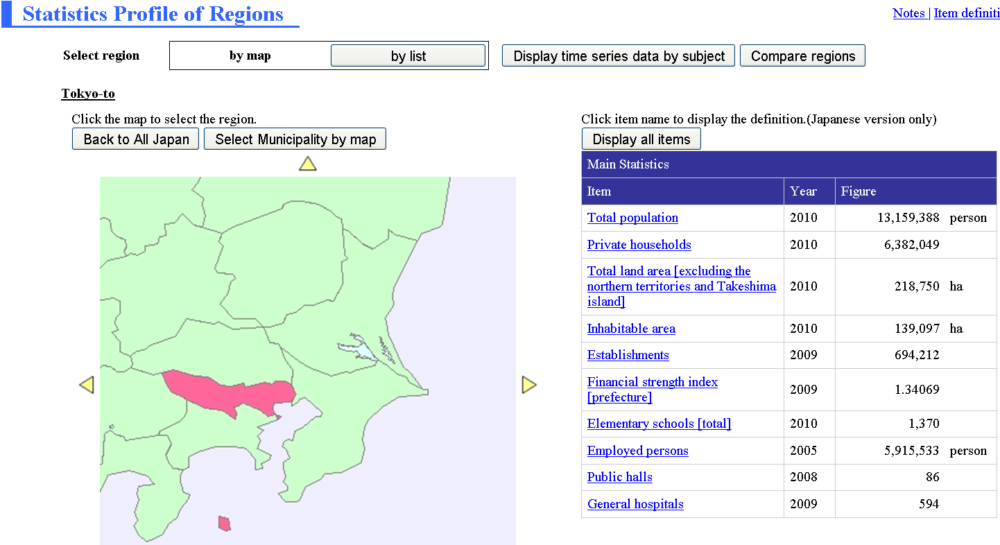 Statistics Profile of Regions
Notes | Item definiti
Select region
by map
by list
Display time series data by subject
Compare regions
Tokyo-to
Click the map to select the region.
Back to All Japan
Select Municipality by map
Click item name to display the definition.(Japanese version only)
Display all items
Main Statistics
Item Year Figure
Total population 2010 13,159,388 person
Private households 2010 6,382,049
Total land area [excluding the
northern territories and Takeshima
island] 2010 218,750 ha
Inhabitable area 2010 139,097 ha
Establishments 2009 694,212
Financial strength index
[prefecture] 2009 1.34069
Elementary schools [total] 2010 1,370
Employed persons 2005 5,915,533 person
Public halls 2008 86
General hospitals 2009 594